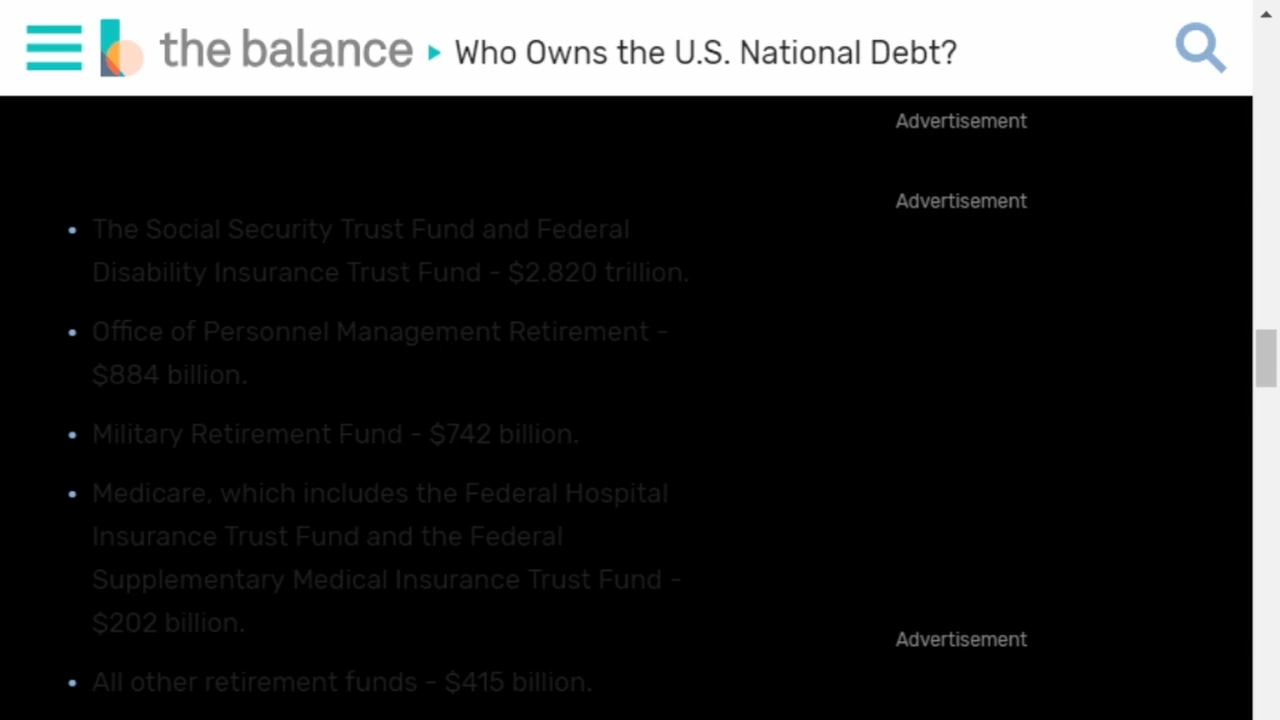 the balance ▸ Who Owns the U.S. National Debt?
Advertisement
Advertisement
• The Social Security Trust Fund and Federal
Disability Insurance Trust Fund - $2.820 trillion.
• Office of Personnel Management Retirement -
$884 billion.
• Military Retirement Fund - $742 billion.
• Medicare, which includes the Federal Hospital
Insurance Trust Fund and the Federal
Supplementary Medical Insurance Trust Fund -
$202 billion.
Advertisement
• All other retirement funds - $415 billion.